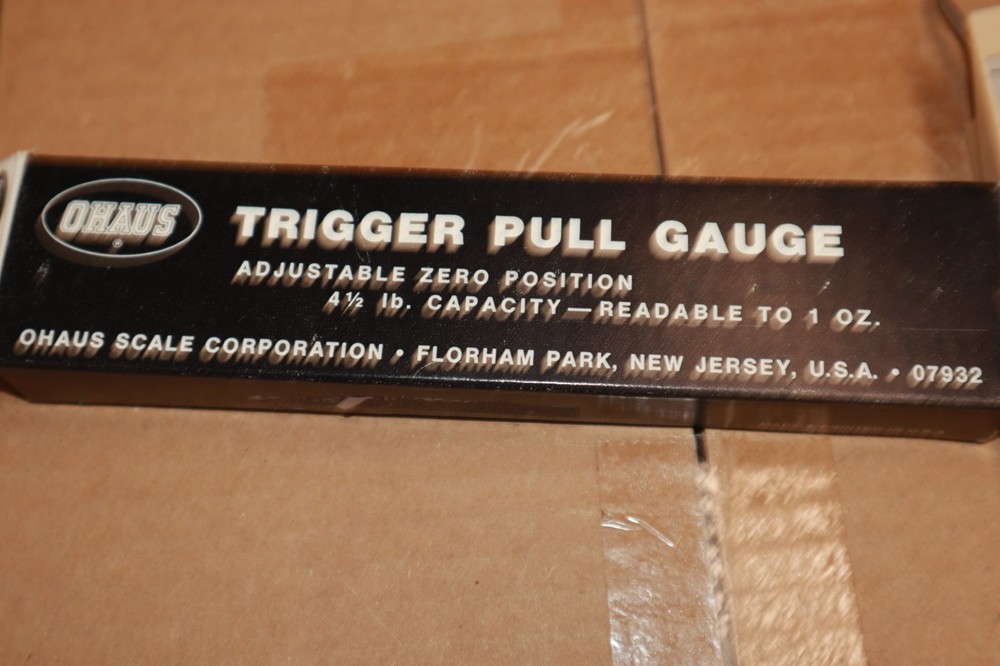 OHAUS
TRIGGER PULL GAUGE
ADJUSTABLE ZERO POSITION
4½ lb. CAPACITY—READABLE TO 1 OZ.
OHAUS SCALE CORPORATION • FLORHAM PARK, NEW JERSEY, U.S.A. • 07932